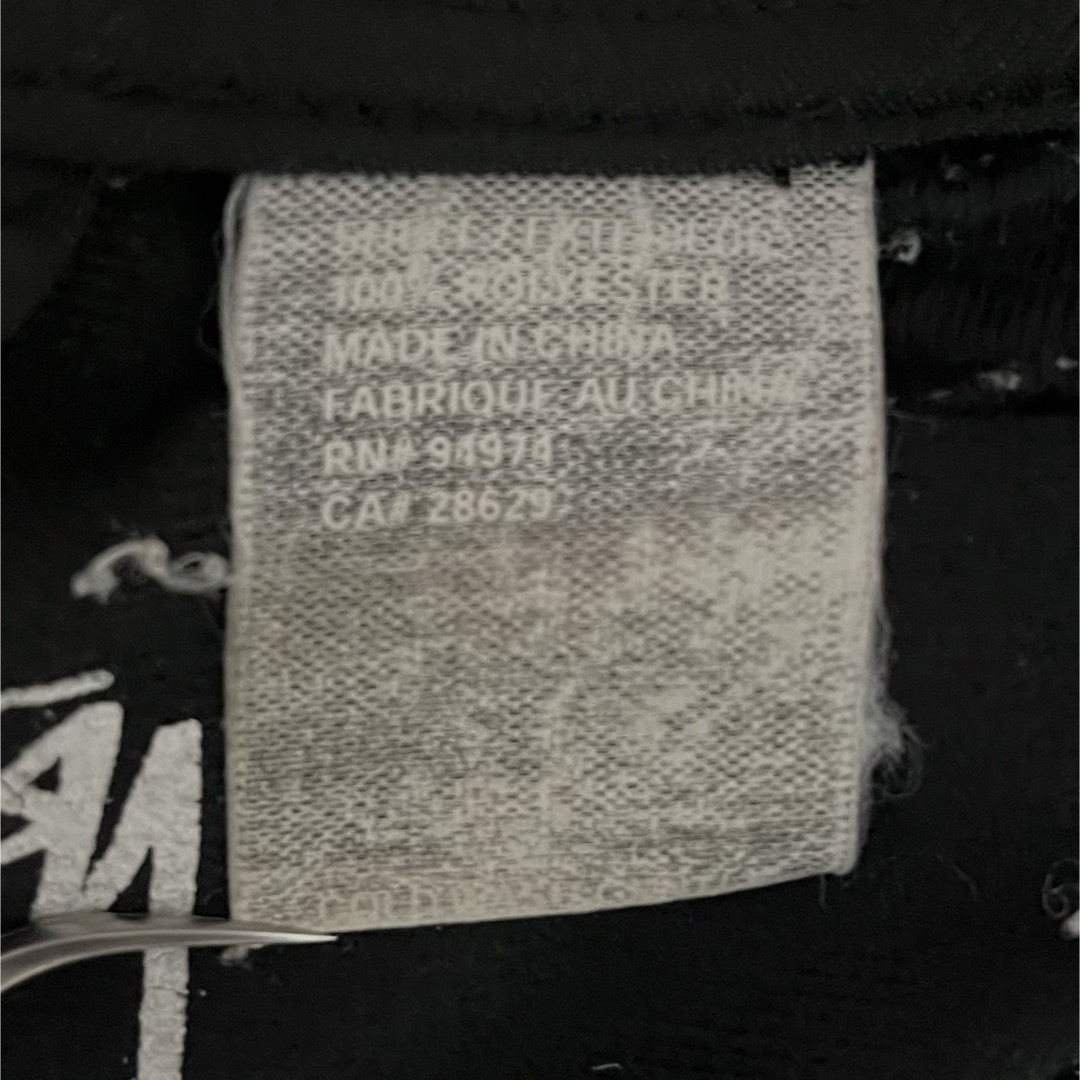 100% POLYESTER
MADE IN CHINA
FABRIQUE AU CHINA
RN# 94974
CA# 28629